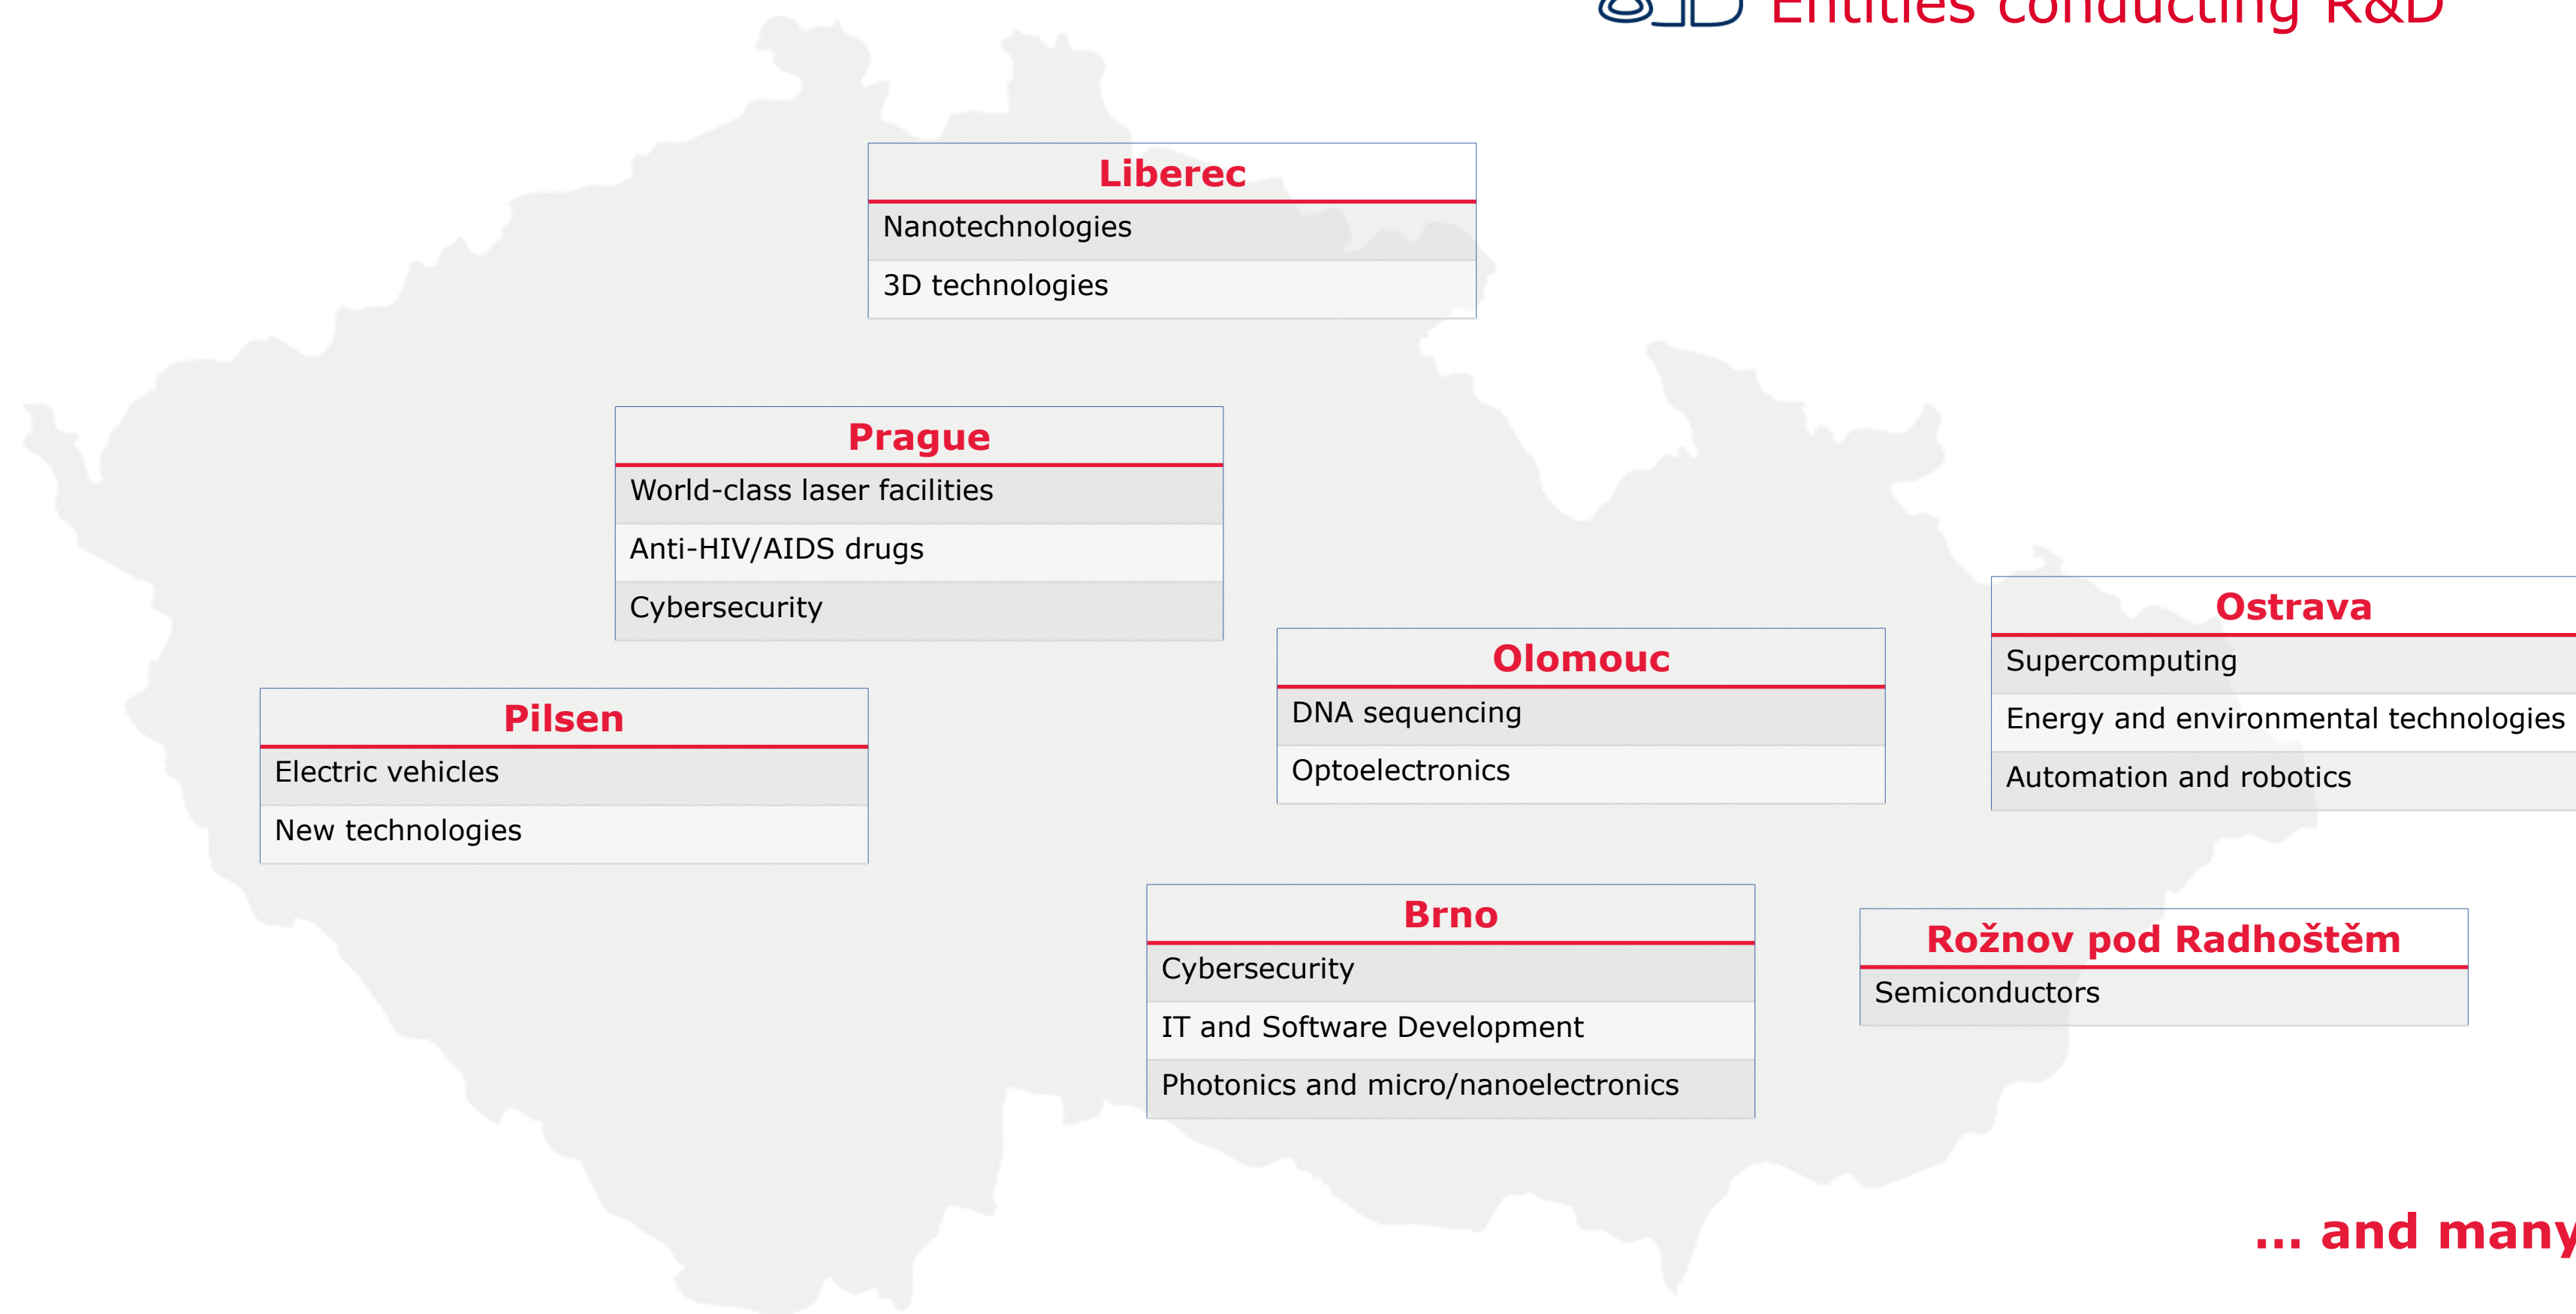 Entities conducting R&D
Liberec
Nanotechnologies
3D technologies
Prague
World-class laser facilities
Anti-HIV/AIDS drugs
Cybersecurity
Ostrava
Supercomputing
Energy and environmental technologies
Automation and robotics
Olomouc
DNA sequencing
Optoelectronics
Pilsen
Electric vehicles
New technologies
Brno
Cybersecurity
IT and Software Development
Photonics and micro/nanoelectronics
Rožnov pod Radhoštěm
Semiconductors
... and many